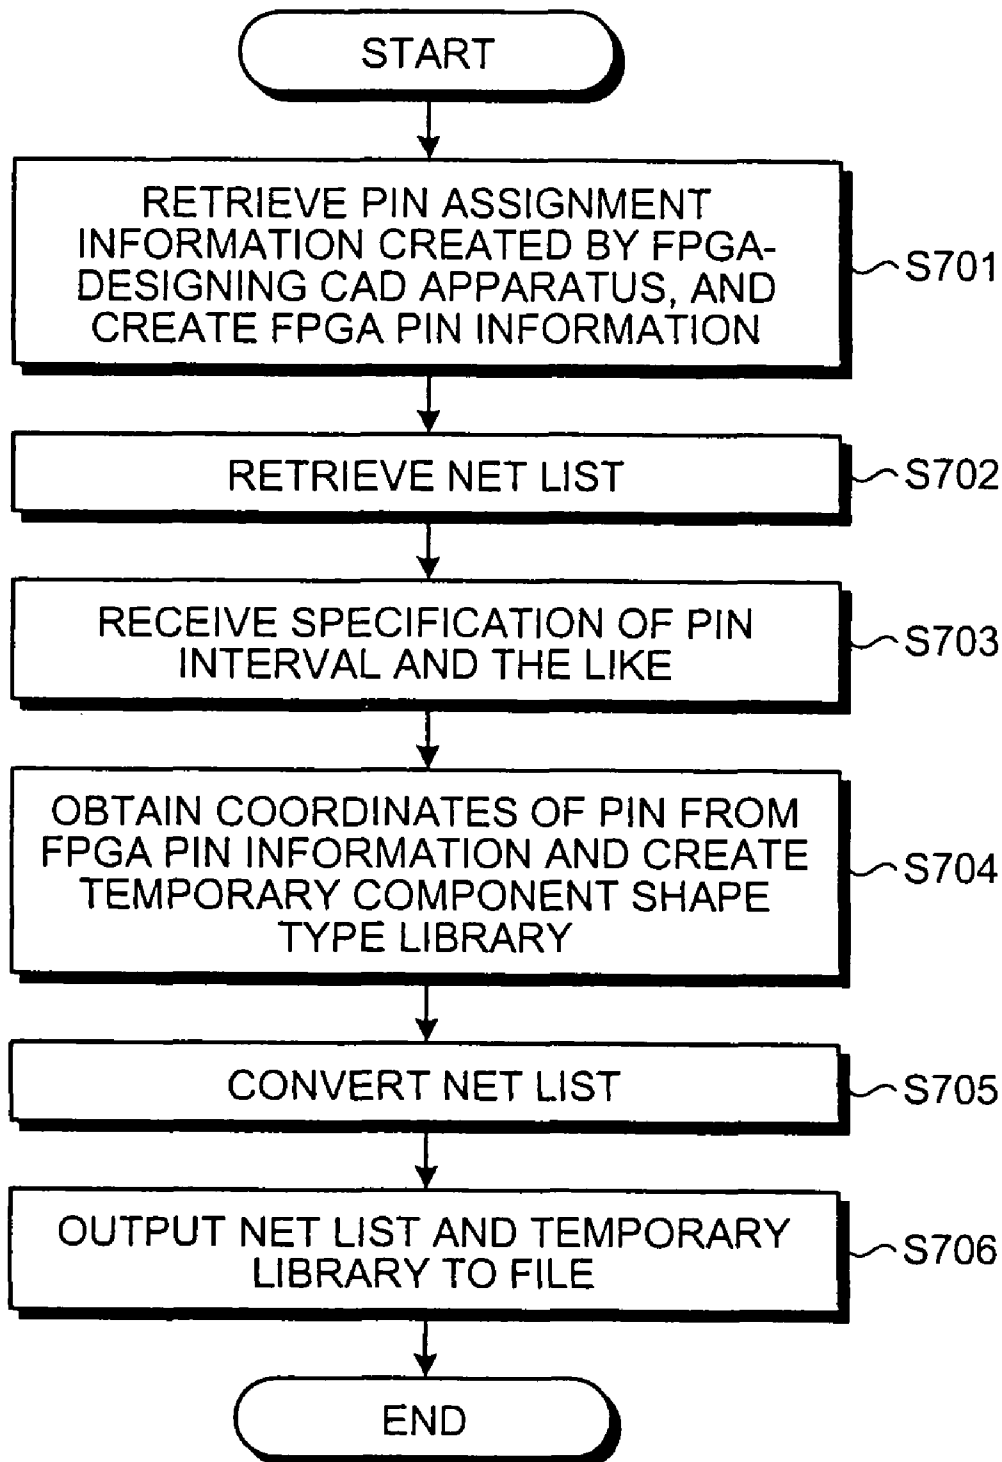 START
RETRIEVE PIN ASSIGNMENT
INFORMATION CREATED BY FPGA-
DESIGNING CAD APPARATUS, AND
CREATE FPGA PIN INFORMATION
S701
RETRIEVE NET LIST
S702
RECEIVE SPECIFICATION OF PIN
INTERVAL AND THE LIKE
S703
OBTAIN COORDINATES OF PIN FROM
FPGA PIN INFORMATION AND CREATE
TEMPORARY COMPONENT SHAPE
TYPE LIBRARY
S704
CONVERT NET LIST
S705
OUTPUT NET LIST AND TEMPORARY
LIBRARY TO FILE
S706
END